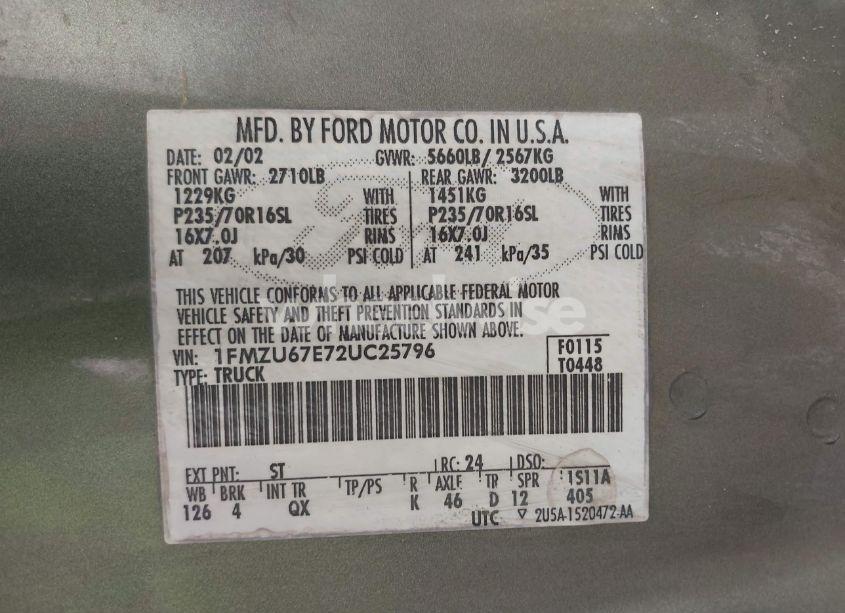 MFD. BY FORD MOTOR CO. IN U.S.A.
DATE: 02/02 GVWR: 5660LB/ 2567KG
FRONT GAWR: 2710LB REAR GAWR: 3200LB
1229KG WITH 1451KG WITH
P235/70R16SL TIRES P235/70R16SL TIRES
16X7.0J RIMS 16X7.0J RIMS
AT 207 kPa/30 PSI COLD AT 241 kPa/35 PSI COLD
THIS VEHICLE CONFORMS TO ALL APPLICABLE FEDERAL MOTOR
VEHICLE SAFETY AND THEFT PREVENTION STANDARDS IN
EFFECT ON THE DATE OF MANUFACTURE SHOWN ABOVE.
VIN: 1FMZU67E72UC25796 F0115
TYPE: TRUCK T0448
EXT PNT: ST RC: 24 DSO:
WB BRK INT TR TP/PS R AXLE TR SPR 1S11A
126 4 QX K 46 D 12 405
UTC ▽ 2U5A-1520472-AA